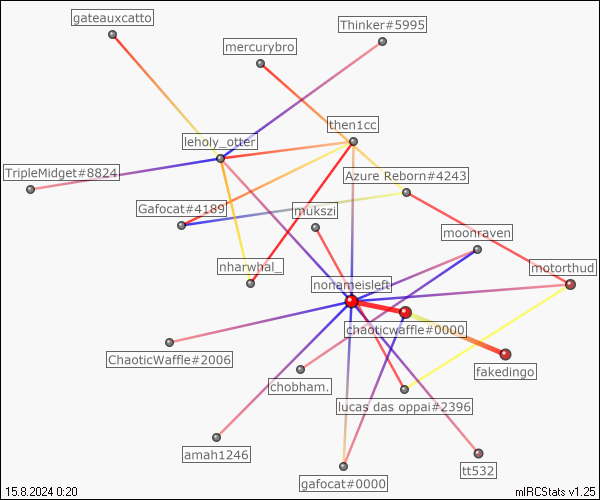 gateauxcatto
Thinker#5995
mercurybro
then1cc
leholy_otter
TripleMidget#8824
Azure Reborn#4243
Gafocat#4189
mukszi
moonraven
nharwhal_
motorthud
nonameisleft
chaoticwaffle#0000
ChaoticWaffle#2006
fakedingo
chobham.
lucas das oppai#2396
amah1246
tt532
gafocat#0000
15.8.2024 0:20
mIRCStats v1.25